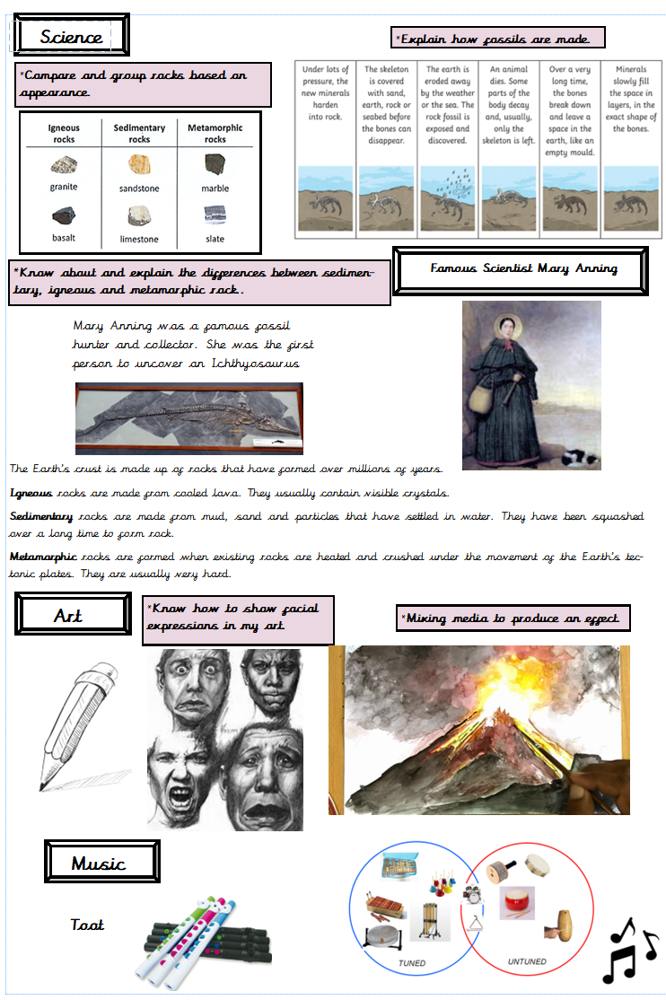 Science
*Explain how fossils are made.
*Compare and group rocks based on
appearance.
Igneous
rocks
Sedimentary
rocks
Metamorphic
rocks
granite
sandstone
marble
basalt
limestone
slate
Under lots of
pressure, the
new minerals
harden
into rock.
The skeleton
is covered
with sand,
earth, rock or
seabed before
the bones can
disappear.
The earth is
eroded away
by the weather
or the sea. The
rock fossil is
exposed and
discovered.
An animal
dies. Some
parts of the
body decay
and, usually,
only the
skeleton is left.
Over a very
long time,
the bones
break down
and leave a
space in the
earth, like an
empty mould.
Minerals
slowly fill
the space in
layers, in the
exact shape of
the bones.
*Know about and explain the differences between sedimen-
tary, igneous and metamorphic rock..
Famous Scientist Mary Anning
Mary Anning was a famous fossil
hunter and collector. She was the first
person to uncover an Ichthyosaurus
The Earth's crust is made up of rocks that have formed over millions of years.
Igneous rocks are made from cooled lava. They usually contain visible crystals.
Sedimentary rocks are made from mud, sand and particles that have settled in water. They have been squashed
over a long time to form rock.
Metamorphic rocks are formed when existing rocks are heated and crushed under the movement of the Earth's tec-
tonic plates. They are usually very hard.
Art
*Know how to show facial
expressions in my art
*Mixing media to produce an effect
Music
Toot
TUNED
UNTUNED